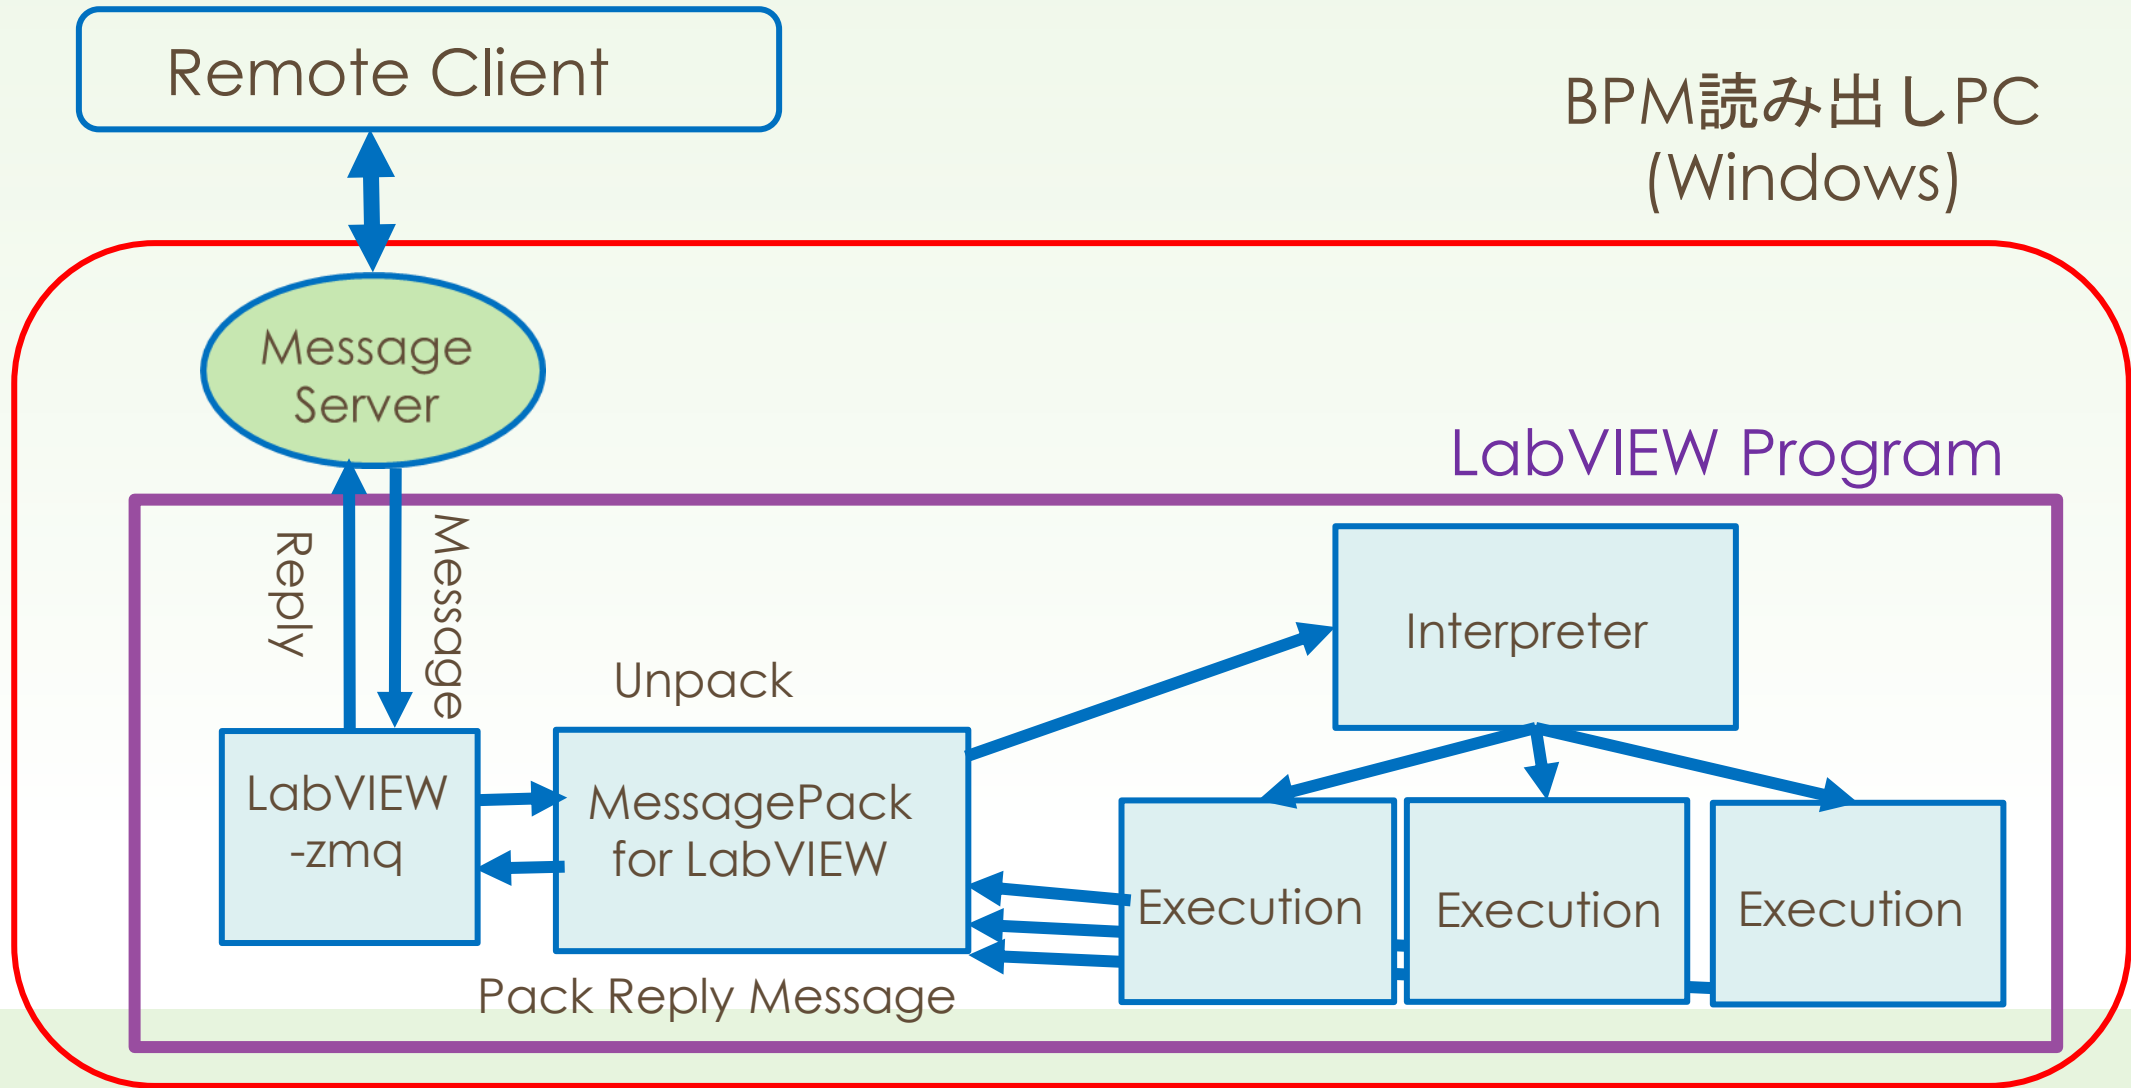 Remote Client
BPM読み出しPC
(Windows)
Message
Server
LabVIEW Program
Reply
Message
Interpreter
Unpack
LabVIEW
-zmq
MessagePack
for LabVIEW
Execution
Execution
Execution
Pack Reply Message